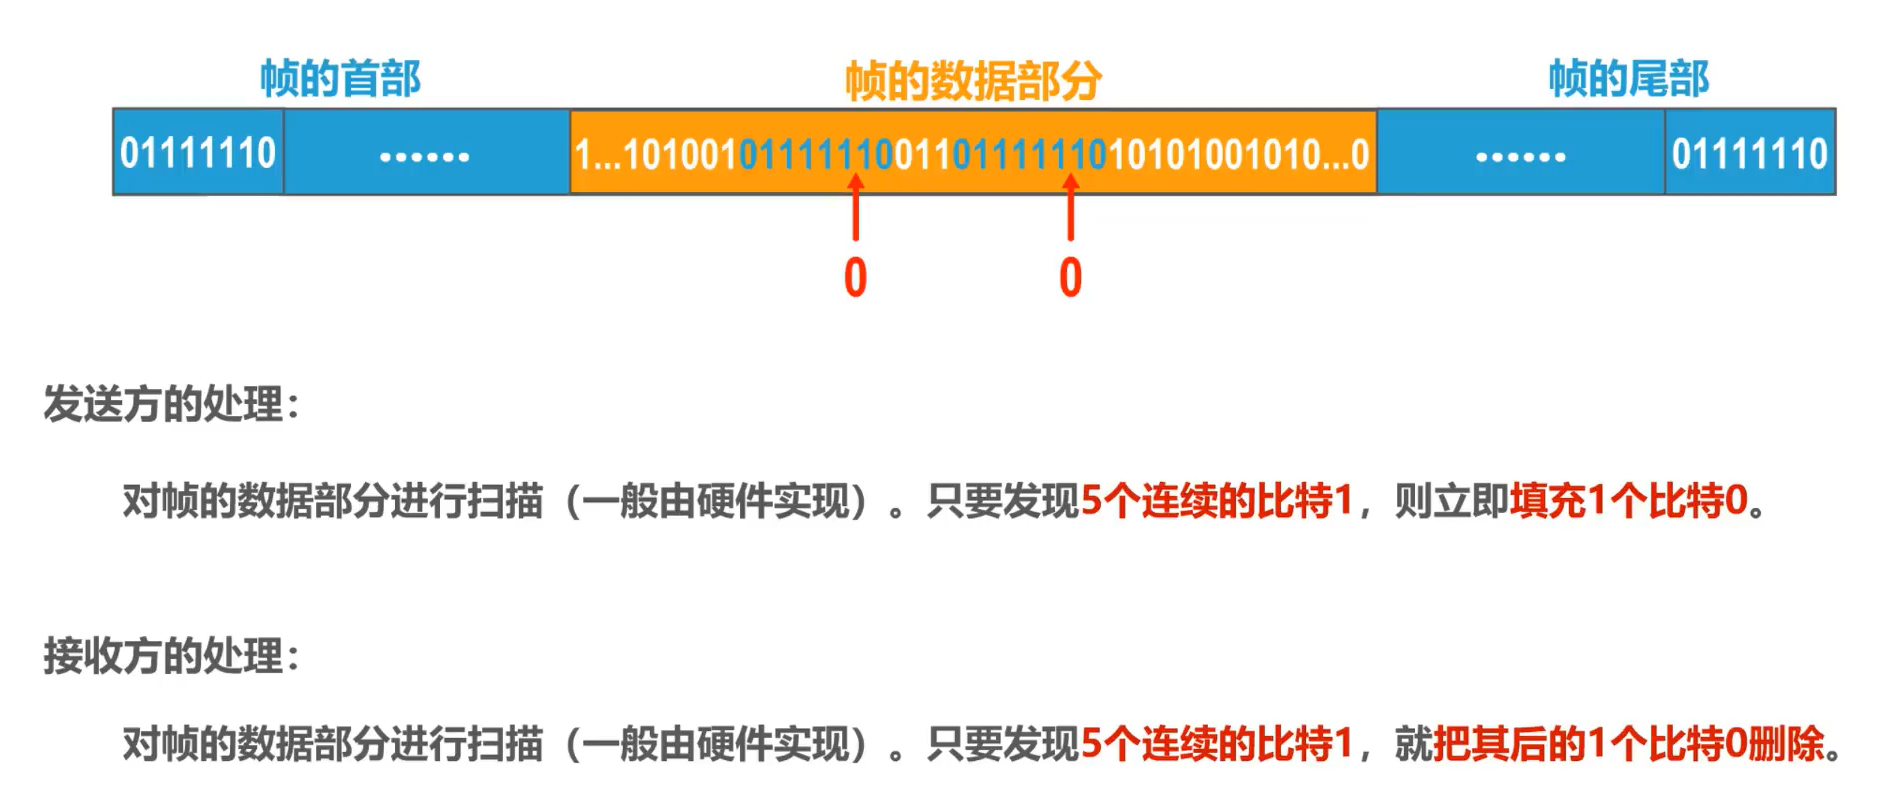 帧的首部 帧的数据部分 帧的尾部
01111110 …… 1...101001011111100110111111010101001010...0 …… 01111110
0 0
发送方的处理：
对帧的数据部分进行扫描（一般由硬件实现）。只要发现5个连续的比特1，则立即填充1个比特0。
接收方的处理：
对帧的数据部分进行扫描（一般由硬件实现）。只要发现5个连续的比特1，就把其后的1个比特0删除。